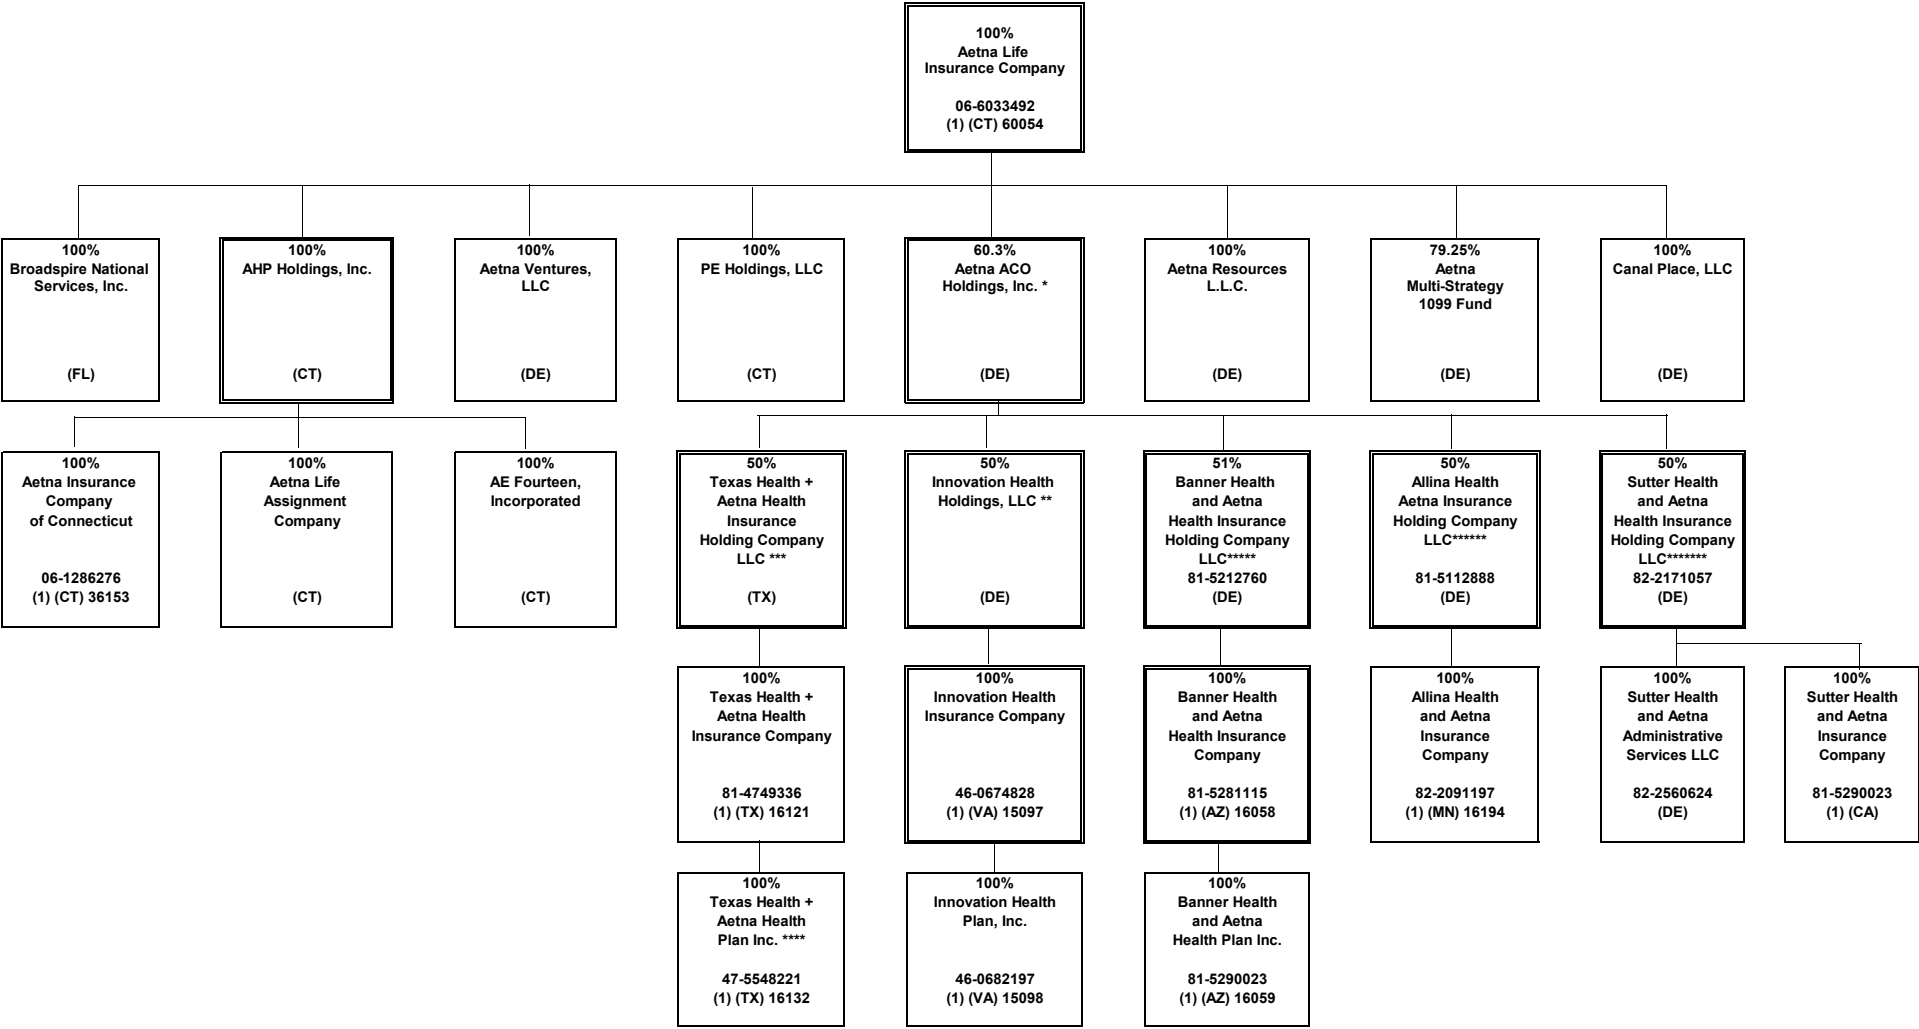 100%
Aetna Life
Insurance Company
06-6033492
(1) (CT) 60054
100%
Broadspire National
Services, Inc.
(FL)
100%
AHP Holdings, Inc.
(CT)
100%
Aetna Ventures,
LLC
(DE)
100%
PE Holdings, LLC
(CT)
60.3%
Aetna ACO
Holdings, Inc. *
(DE)
100%
Aetna Resources
L.L.C.
(DE)
79.25%
Aetna
Multi-Strategy
1099 Fund
(DE)
100%
Canal Place, LLC
(DE)
100%
Aetna Insurance
Company
of Connecticut
06-1286276
(1) (CT) 36153
100%
Aetna Life
Assignment
Company
(CT)
100%
AE Fourteen,
Incorporated
(CT)
50%
Texas Health +
Aetna Health
Insurance
Holding Company
LLC ***
(TX)
50%
Innovation Health
Holdings, LLC **
(DE)
51%
Banner Health
and Aetna
Health Insurance
Holding Company
LLC*****
81-5212760
(DE)
50%
Allina Health
Aetna Insurance
Holding Company
LLC******
81-5112888
(DE)
50%
Sutter Health
and Aetna
Health Insurance
Holding Company
LLC*******
82-2171057
(DE)
100%
Texas Health +
Aetna Health
Insurance Company
81-4749336
(1) (TX) 16121
100%
Innovation Health
Insurance Company
46-0674828
(1) (VA) 15097
100%
Banner Health
and Aetna
Health Insurance
Company
81-5281115
(1) (AZ) 16058
100%
Allina Health
and Aetna
Insurance
Company
82-2091197
(1) (MN) 16194
100%
Sutter Health
and Aetna
Administrative
Services LLC
82-2560624
(DE)
100%
Sutter Health
and Aetna
Insurance
Company
81-5290023
(1) (CA)
100%
Texas Health +
Aetna Health
Plan Inc. ****
47-5548221
(1) (TX) 16132
100%
Innovation Health
Plan, Inc.
46-0682197
(1) (VA) 15098
100%
Banner Health
and Aetna
Health Plan Inc.
81-5290023
(1) (AZ) 16059